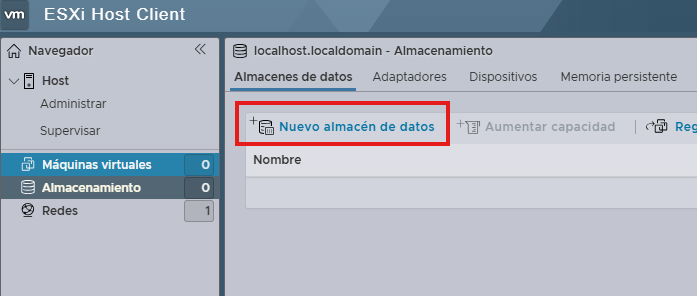 vm ESXi Host Client
Navegador
Host
Administrar
Supervisar
Máquinas virtuales 0
Almacenamiento 0
Redes 1
localhost.localdomain - Almacenamiento
Almacenes de datos Adaptadores Dispositivos Memoria persistente
Nuevo almacén de datos Aumentar capacidad Reg
Nombre